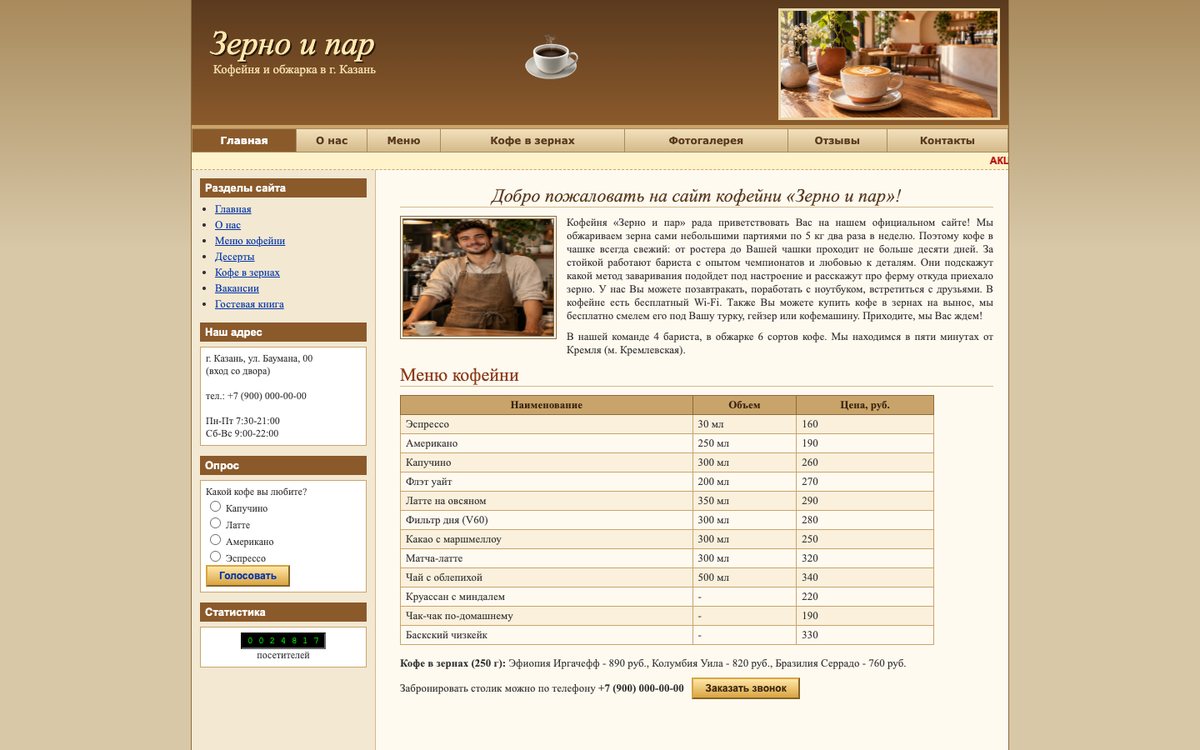 Зерно и пар
Кофейня и обжарка в г. Казань
Главная
О нас
Меню
Кофе в зернах
Фотогалерея
Отзывы
Контакты
Разделы сайта
Главная
О нас
Меню кофейни
Десерты
Кофе в зернах
Вакансии
Гостевая книга
Наш адрес
г. Казань, ул. Баумана, 00
(вход со двора)
тел.: +7 (900) 000-00-00
Пн-Пт 7:30-21:00
Сб-Вс 9:00-22:00
Опрос
Какой кофе вы любите?
Капучино
Латте
Американо
Эспрессо
Голосовать
Статистика
0 0 2 4 8 1 7
посетителей
Добро пожаловать на сайт кофейни «Зерно и пар»!
Кофейня «Зерно и пар» рада приветствовать Вас на нашем официальном сайте! Мы
обжариваем зерна сами небольшими партиями по 5 кг два раза в неделю. Поэтому кофе в
чашке всегда свежий: от ростера до Вашей чашки проходит не больше десяти дней. За
стойкой работают бариста с опытом чемпионатов и любовью к деталям. Они подскажут
какой метод заваривания подойдет под настроение и расскажут про ферму откуда приехало
зерно. У нас Вы можете позавтракать, поработать с ноутбуком, встретиться с друзьями. В
кофейне есть бесплатный Wi-Fi. Также Вы можете купить кофе в зернах на вынос, мы
бесплатно смелем его под Вашу турку, гейзер или кофемашину. Приходите, мы Вас ждем!
В нашей команде 4 бариста, в обжарке 6 сортов кофе. Мы находимся в пяти минутах от
Кремля (м. Кремлевская).
Меню кофейни
Наименование Объем Цена, руб.
Эспрессо 30 мл 160
Американо 250 мл 190
Капучино 300 мл 260
Флэт уайт 200 мл 270
Латте на овсяном 350 мл 290
Фильтр дня (V60) 300 мл 280
Какао с маршмеллоу 300 мл 250
Матча-латте 300 мл 320
Чай с облепихой 500 мл 340
Круассан с миндалем - 220
Чак-чак по-домашнему - 190
Баскский чизкейк - 330
Кофе в зернах (250 г): Эфиопия Иргачефф - 890 руб., Колумбия Уила - 820 руб., Бразилия Серрадо - 760 руб.
Забронировать столик можно по телефону +7 (900) 000-00-00 Заказать звонок